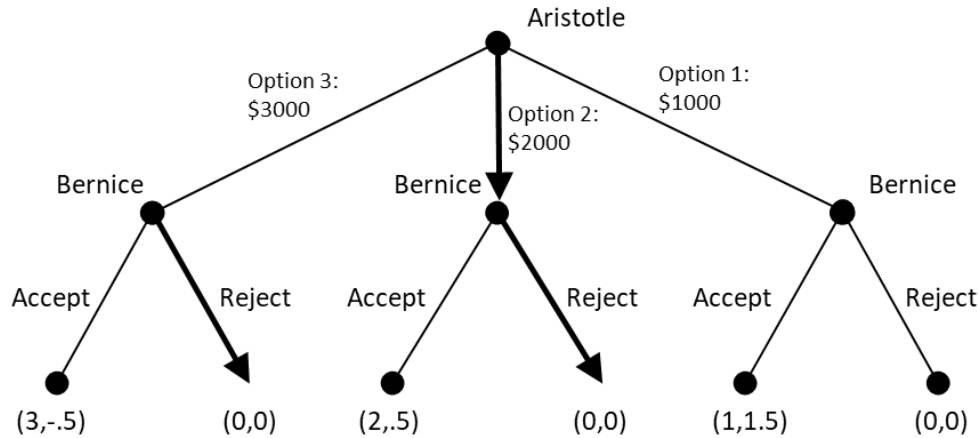 Aristotle
Option 3:
$3000
Option 2:
$2000
Option 1:
$1000
Bernice
Bernice
Bernice
Accept
Reject
Accept
Reject
Accept
Reject
(3,-.5)
(0,0)
(2,.5)
(0,0)
(1,1.5)
(0,0)